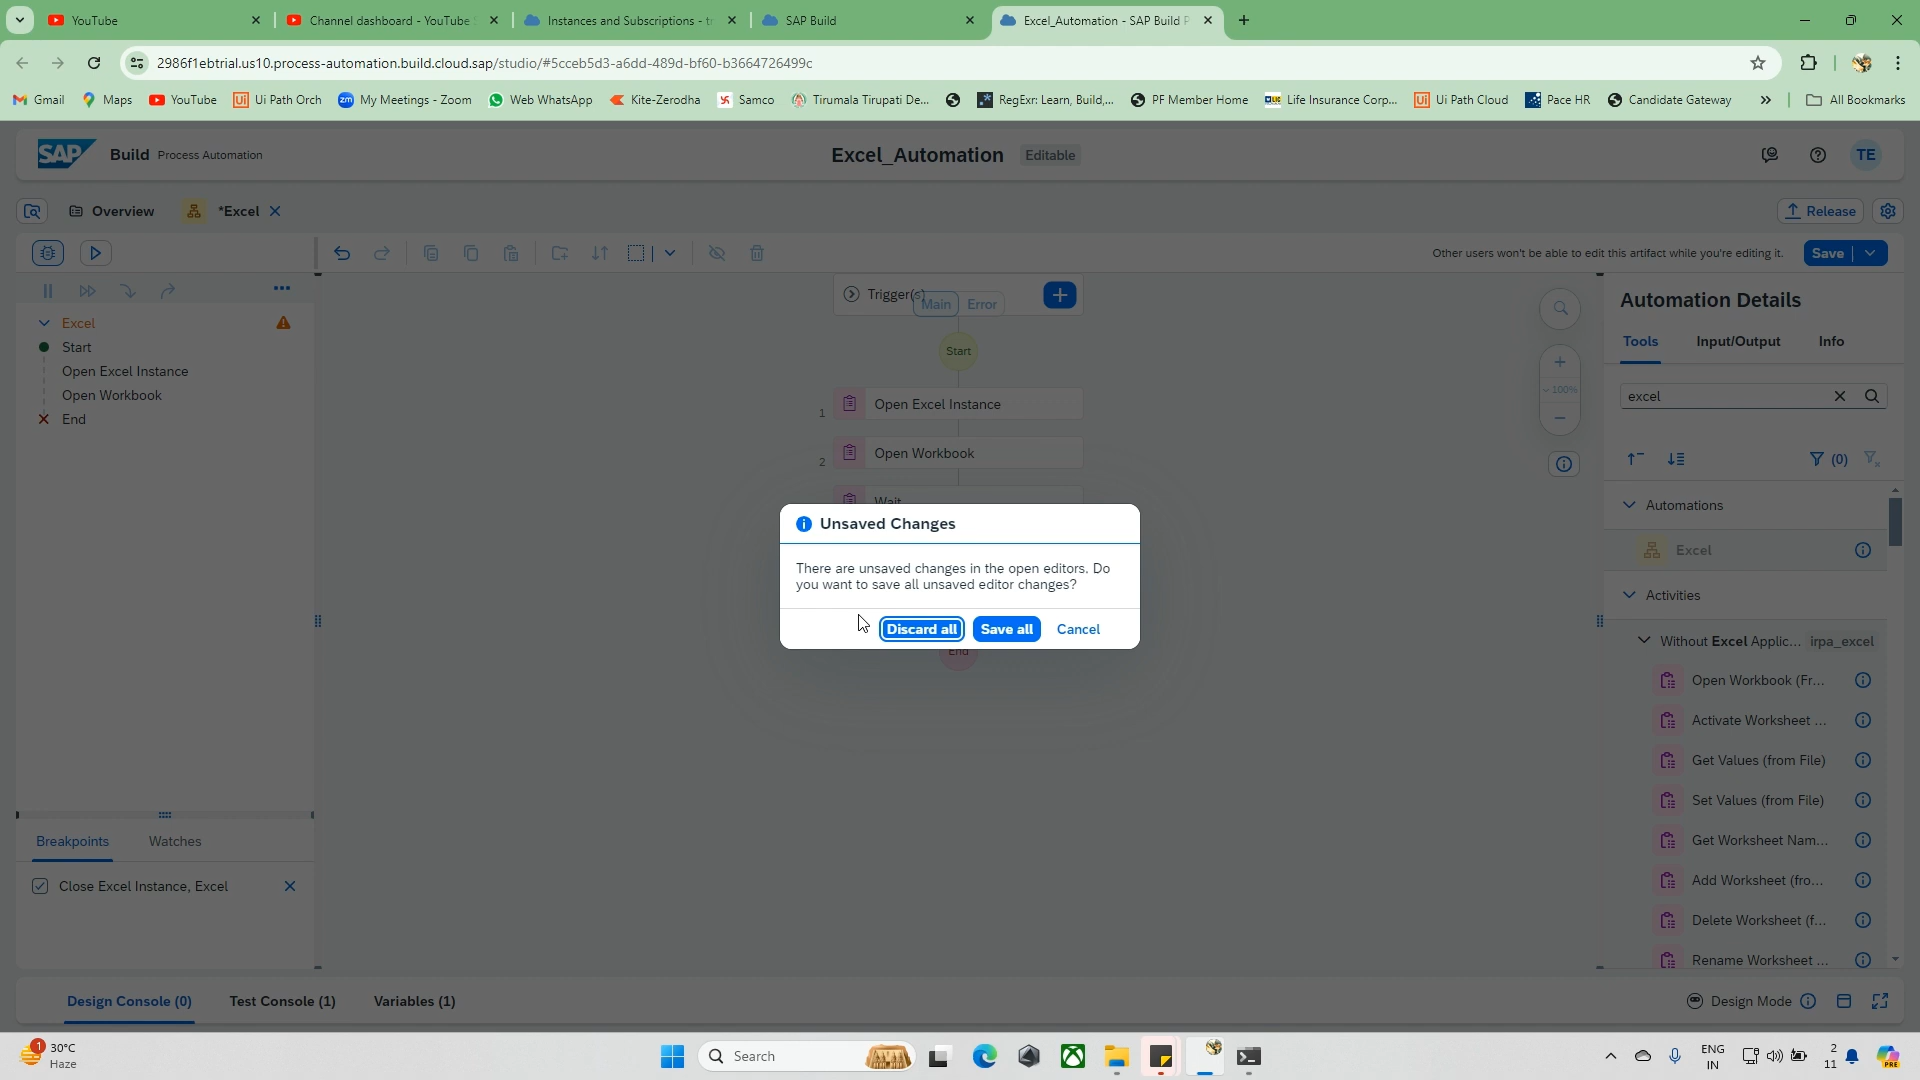 YouTube
Channel dashboard - YouTube S
Instances and Subscriptions - tr
SAP Build
Excel_Automation - SAP Build P
2986f1ebtrial.us10.process-automation.build.cloud.sap/studio/#5cceb5d3-a6dd-489d-bf60-b3664726499c
Gmail
Maps
YouTube
Ui Path Orch
My Meetings - Zoom
Web WhatsApp
Kite-Zerodha
Samco
Tirumala Tirupati De...
RegExr: Learn, Build,...
PF Member Home
Life Insurance Corp...
Ui Path Cloud
Pace HR
Candidate Gateway
All Bookmarks
SAP
Build Process Automation
Excel_Automation Editable
TE
Overview
*Excel
Release
Other users won't be able to edit this artifact while you're editing it.
Save
Excel
Start
Open Excel Instance
Open Workbook
End
Trigger(s)
Main
Error
Start
1 Open Excel Instance
2 Open Workbook
Wait
End
100%
Automation Details
Tools
Input/Output
Info
excel
(0)
Automations
Excel
Activities
Without Excel Applic... irpa_excel
Open Workbook (Fr...
Activate Worksheet ...
Get Values (from File)
Set Values (from File)
Get Worksheet Nam...
Add Worksheet (fro...
Delete Worksheet (f...
Rename Worksheet ...
Unsaved Changes
There are unsaved changes in the open editors. Do
you want to save all unsaved editor changes?
Discard all
Save all
Cancel
Breakpoints
Watches
Close Excel Instance, Excel
Design Console (0)
Test Console (1)
Variables (1)
Design Mode
1
30°C
Haze
Search
ENG
IN
2
11
PRE